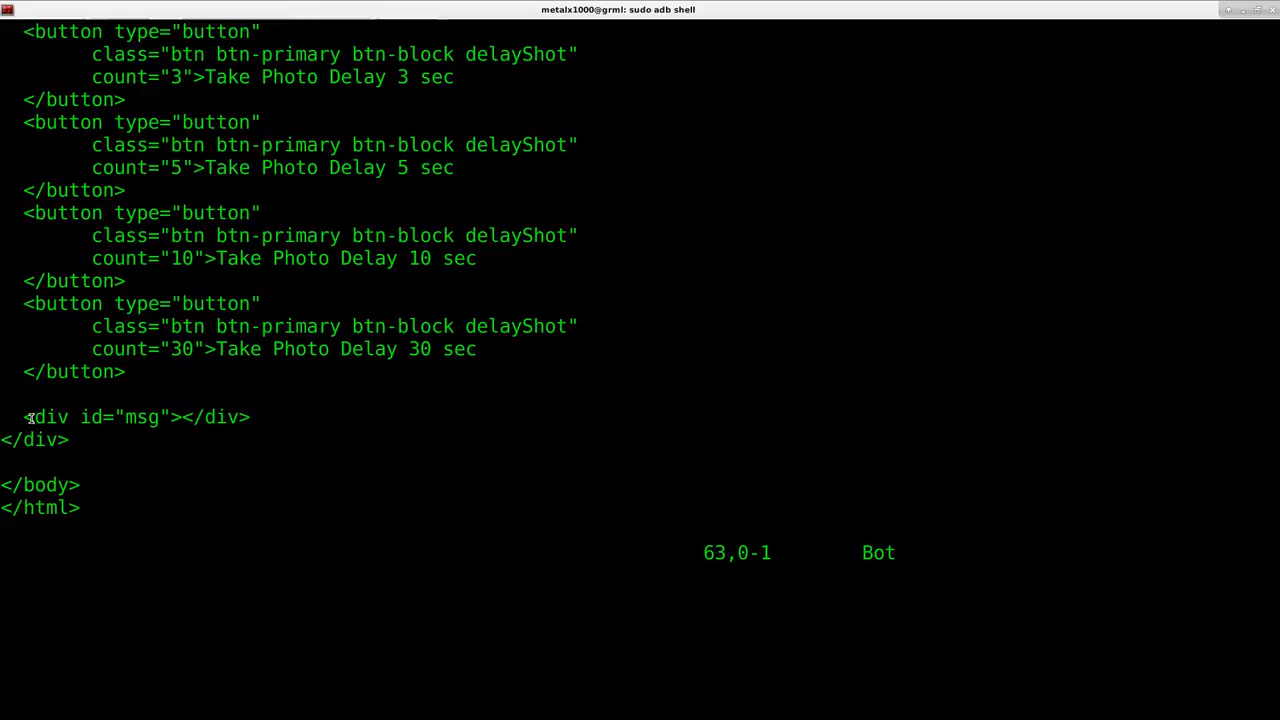 metalx1000@grml: sudo adb shell
<button type="button"
class="btn btn-primary btn-block delayShot"
count="3">Take Photo Delay 3 sec
</button>
<button type="button"
class="btn btn-primary btn-block delayShot"
count="5">Take Photo Delay 5 sec
</button>
<button type="button"
class="btn btn-primary btn-block delayShot"
count="10">Take Photo Delay 10 sec
</button>
<button type="button"
class="btn btn-primary btn-block delayShot"
count="30">Take Photo Delay 30 sec
</button>
<div id="msg"></div>
</div>
</body>
</html>
63,0-1 Bot